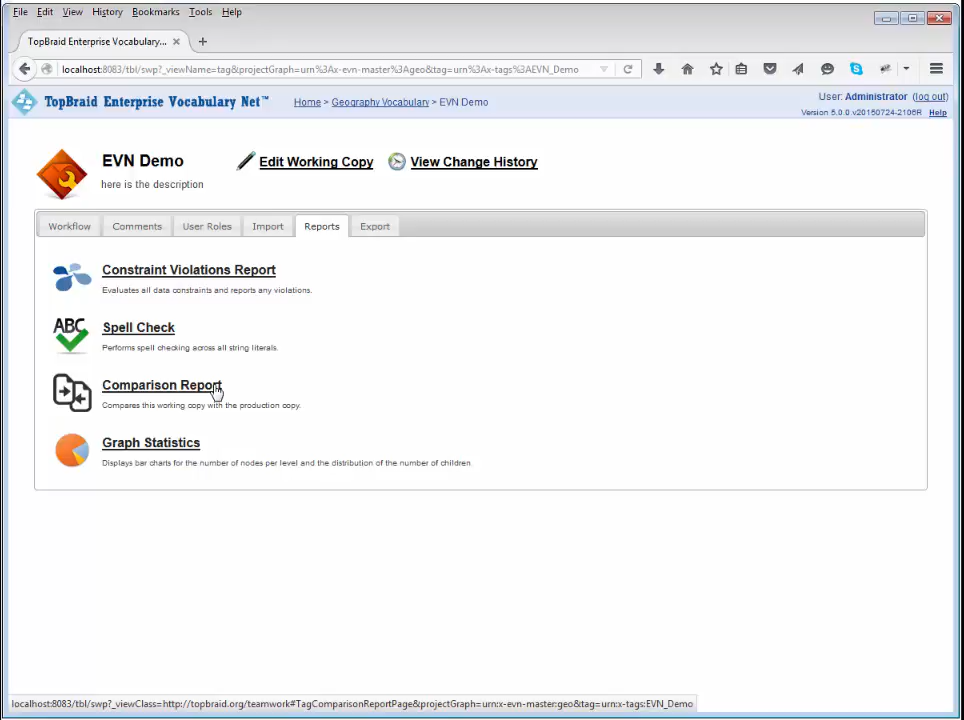 File Edit View History Bookmarks Tools Help
TopBraid Enterprise Vocabulary... × +
localhost:8083/tbl/swp?_viewName=tag&projectGraph=urn%3Ax-evn-master%3Ageo&tag=urn%3Ax-tags%3AEVN_Demo
TopBraid Enterprise Vocabulary Net™ Home > Geography Vocabulary > EVN Demo User: Administrator (log out)
Version 5.0.0 v20150724-2106R Help
EVN Demo Edit Working Copy View Change History
here is the description
Workflow Comments User Roles Import Reports Export
Constraint Violations Report
Evaluates all data constraints and reports any violations.
ABC Spell Check
Performs spell checking across all string literals.
Comparison Report
Compares this working copy with the production copy.
Graph Statistics
Displays bar charts for the number of nodes per level and the distribution of the number of children.
localhost:8083/tbl/swp?_viewClass=http://topbraid.org/teamwork#TagComparisonReportPage&projectGraph=urn:x-evn-master:geo&tag=urn:x-tags:EVN_Demo